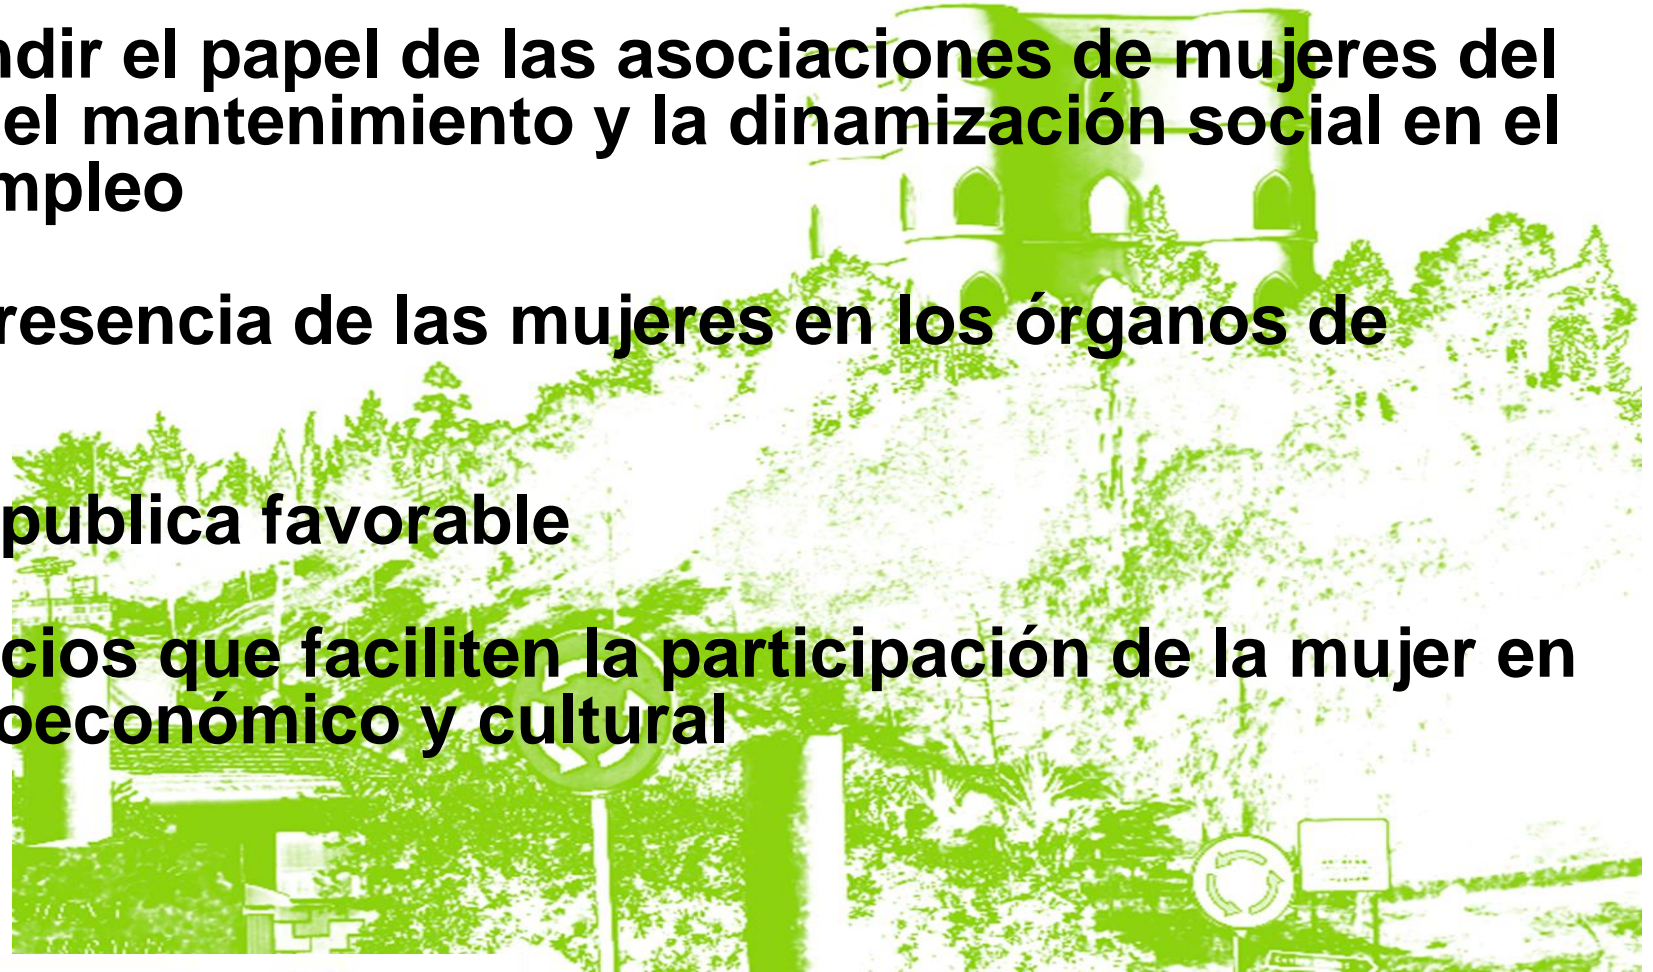 ndir el papel de las asociaciones de mujeres del
el mantenimiento y la dinamización social en el
mpleo
resencia de las mujeres en los órganos de
publica favorable
cios que faciliten la participación de la mujer en
oeconómico y cultural